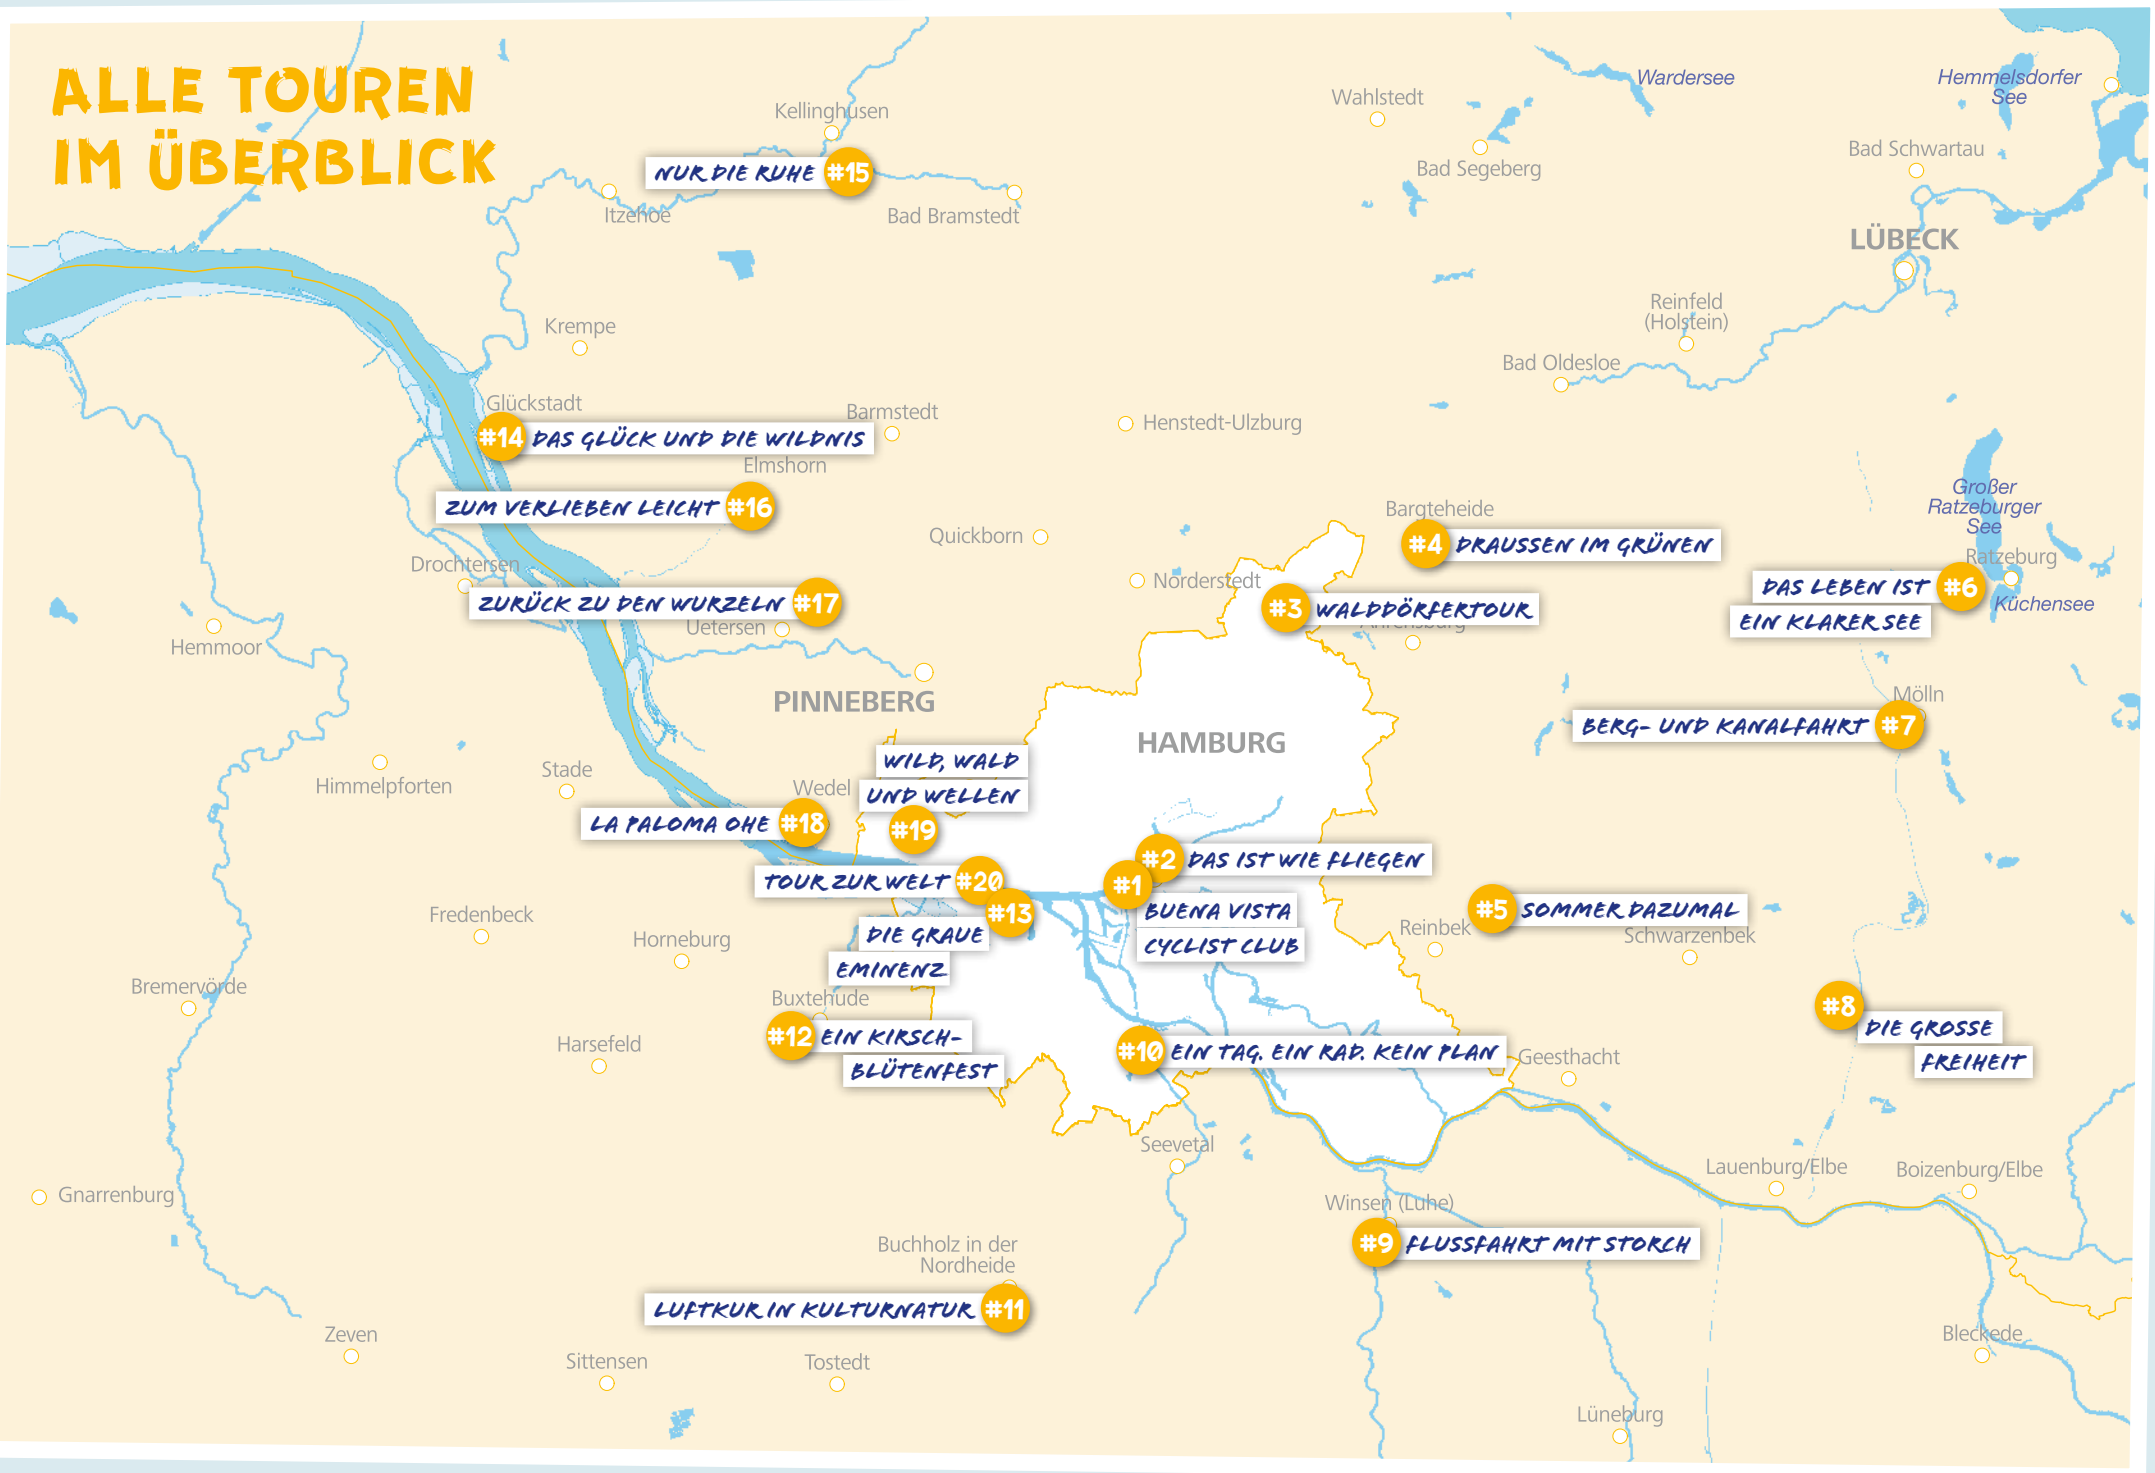 ALLE TOUREN
IM ÜBERBLICK
Wardersee
Hemmelsdorfer
See
Wahlstedt
Kellinghusen
Bad Schwartau
Bad Segeberg
NUR DIE RUHE #15
Itzehoe
Bad Bramstedt
LÜBECK
Reinfeld
(Holstein)
Krempe
Bad Oldesloe
Glückstadt
Barmstedt
Henstedt-Ulzburg
#14 DAS GLÜCK UND DIE WILDNIS
Elmshorn
Großer
Ratzeburger
See
ZUM VERLIEBEN LEICHT #16
Bargteheide
Quickborn
#4 DRAUSSEN IM GRÜNEN
Ratzeburg
Drochtersen
Norderstedt
DAS LEBEN IST #6
EIN KLARER SEE
Küchensee
ZURÜCK ZU DEN WURZELN #17
#3 WALDDÖRFERTOUR
Ahrensburg
Uetersen
Hemmoor
Mölln
PINNEBERG
BERG- UND KANALFAHRT #7
HAMBURG
WILD, WALD
UND WELLEN
#19
Stade
Himmelpforten
Wedel
LA PALOMA OHE #18
#2 DAS IST WIE FLIEGEN
TOUR ZUR WELT #20
#1
BUENA VISTA
CYCLIST CLUB
#13
DIE GRAUE
EMINENZ
#5 SOMMER DAZUMAL
Fredenbeck
Reinbek
Schwarzenbek
Horneburg
Bremervörde
Buxtehude
#8
DIE GROSSE
FREIHEIT
#12 EIN KIRSCH-
BLÜTENFEST
Harsefeld
#10 EIN TAG. EIN RAD. KEIN PLAN
Geesthacht
Seevetal
Lauenburg/Elbe
Boizenburg/Elbe
Gnarrenburg
Winsen (Luhe)
#9 FLUSSFAHRT MIT STORCH
Buchholz in der
Nordheide
LUFTKUR IN KULTURNATUR #11
Zeven
Bleckede
Sittensen
Tostedt
Lüneburg